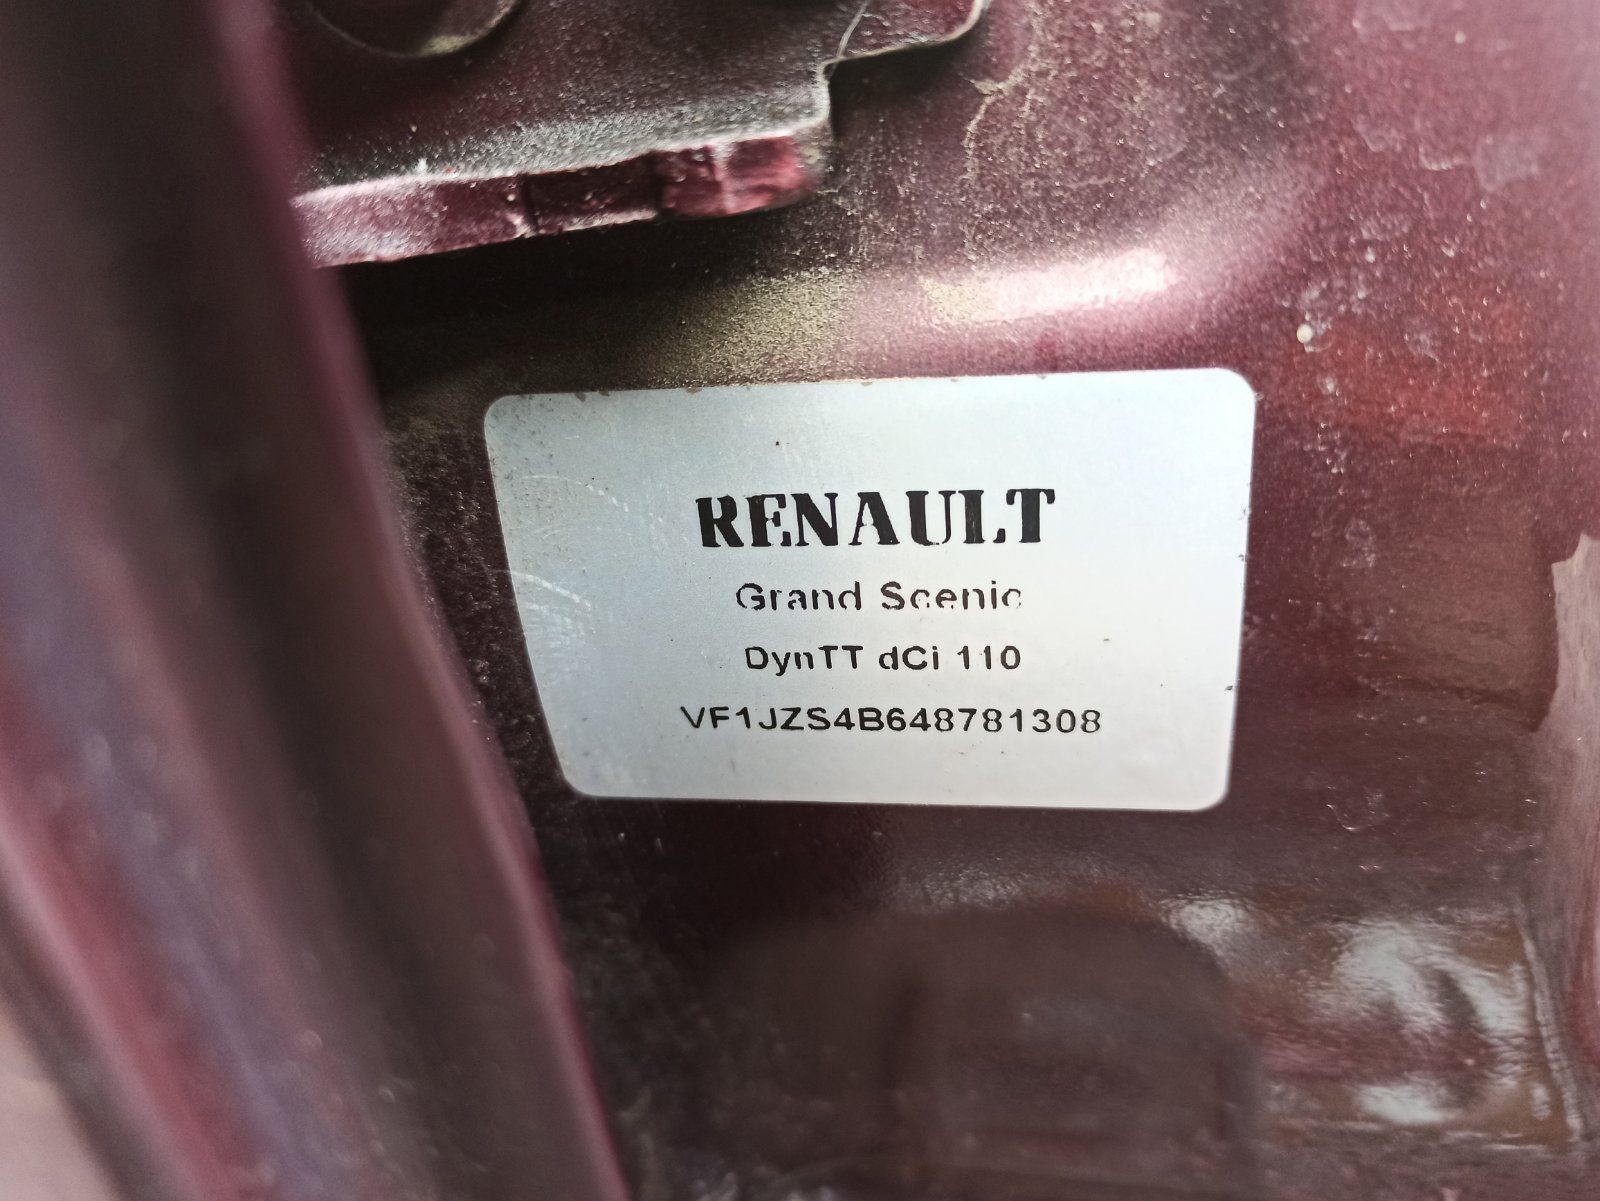 RENAULT
Grand Scenic
DynTT dCi 110
VF1JZS4B648781308